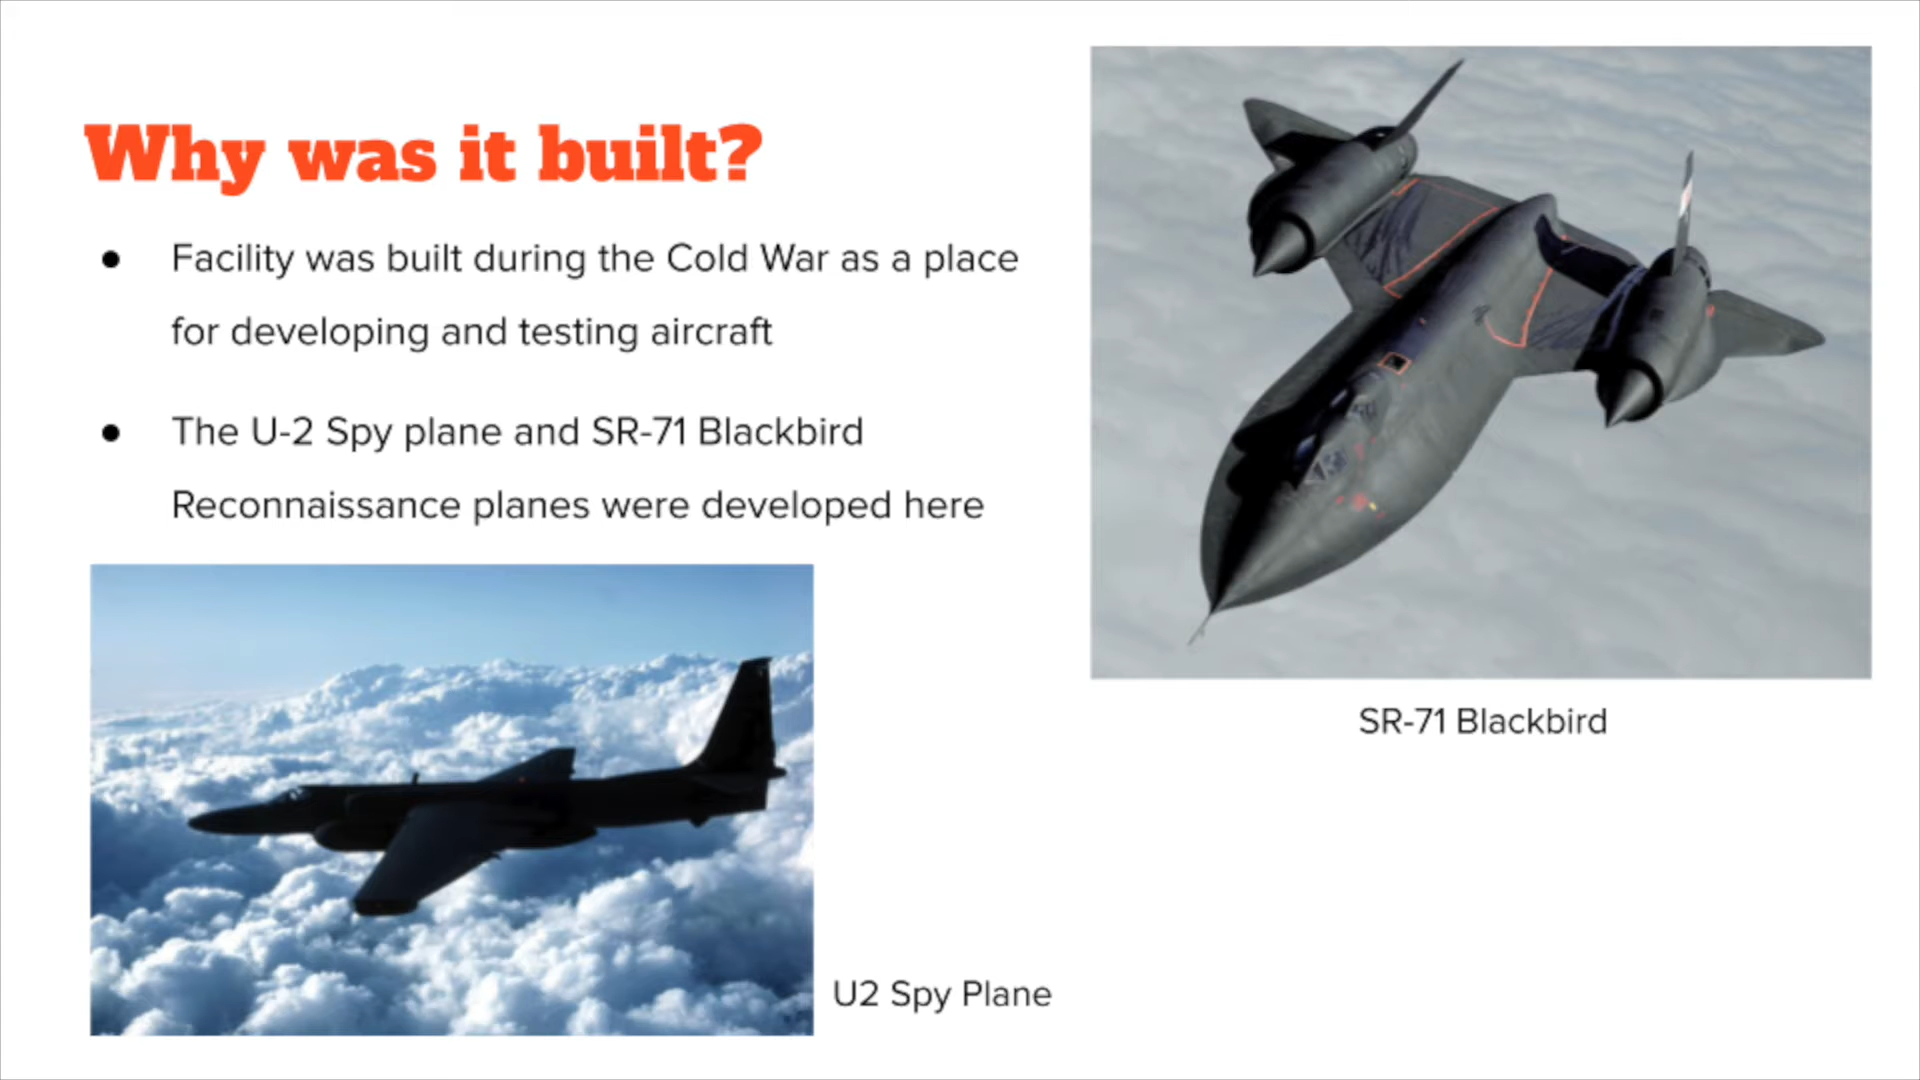 Why was it built?
● Facility was built during the Cold War as a place
for developing and testing aircraft
● The U-2 Spy plane and SR-71 Blackbird
Reconnaissance planes were developed here
SR-71 Blackbird
U2 Spy Plane